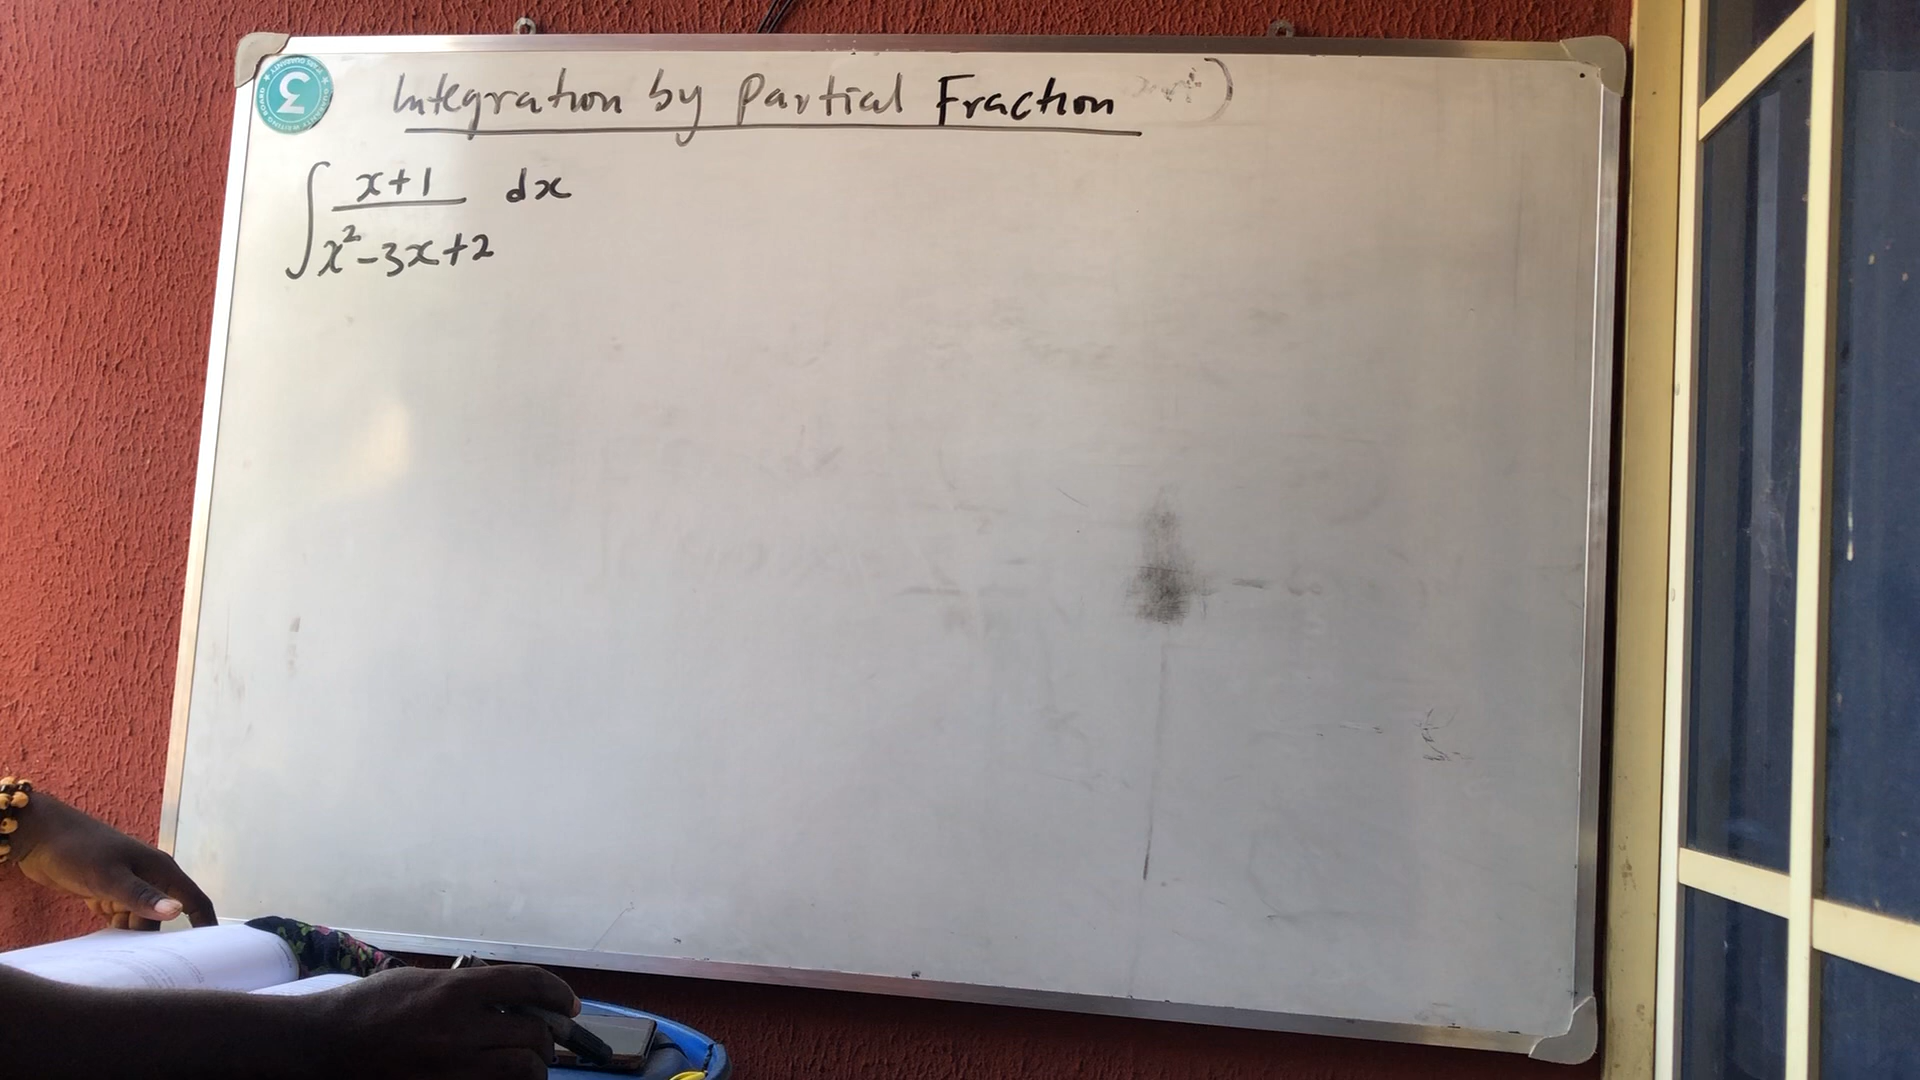 Integration by Partial Fraction )
∫ x+1 dx
x²-3x+2